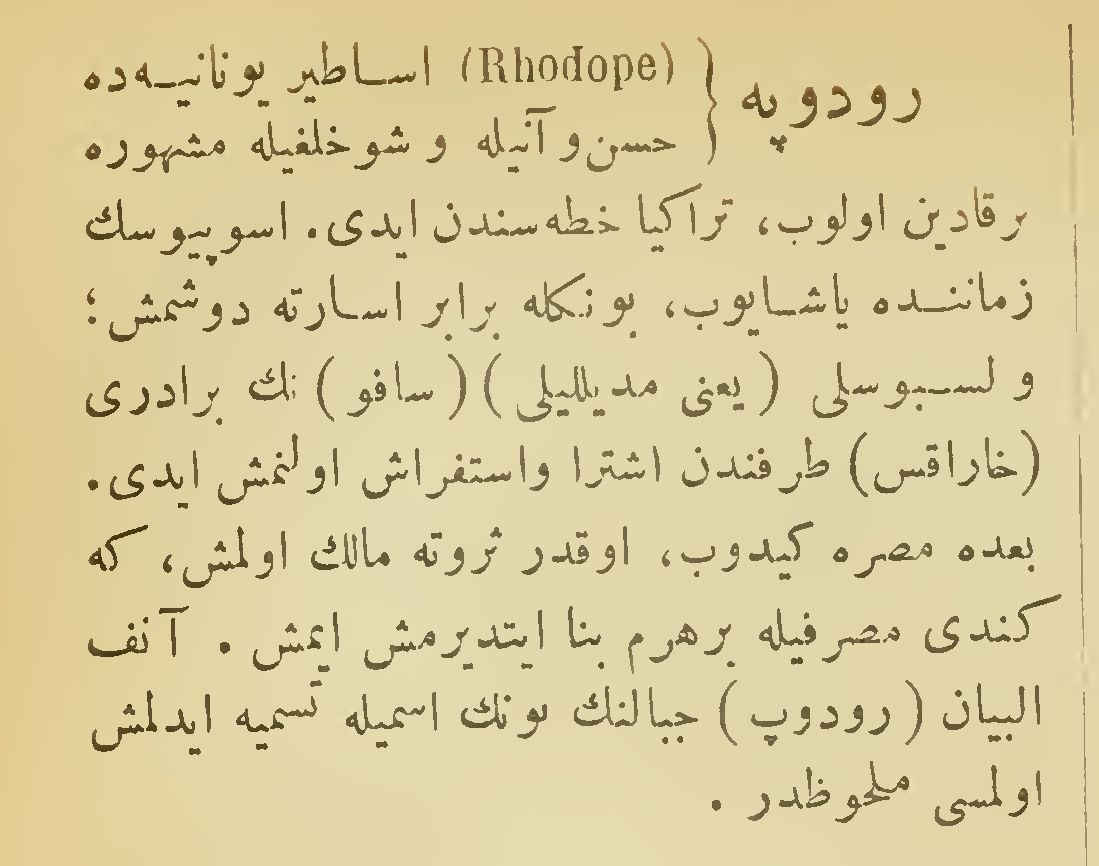 رودوپه { (Rhodope) اساطیر یونانیه‌ده
حسن و آنیله و شوخلغیله مشهوره
برقادین اولوب، تراکیا خطه‌سندن ایدی. اسوپیوسك
زماننده یاشایوب، بونکله برابر اسارته دوشمش؛
و لسبوسلی (یعنی مدیللیلی) (سافو) نك برادری
(خاراقس) طرفندن اشترا واستفراش اولنمش ایدی.
بعده مصره کیدوب، اوقدر ثروته مالك اولمش، که
کندی مصرفیله برهرم بنا ایتدیرمش ایمش. آنف
البیان (رودوپ) جبالنك بونك اسمیله تسمیه ایدلمش
اولمسی ملحوظدر.